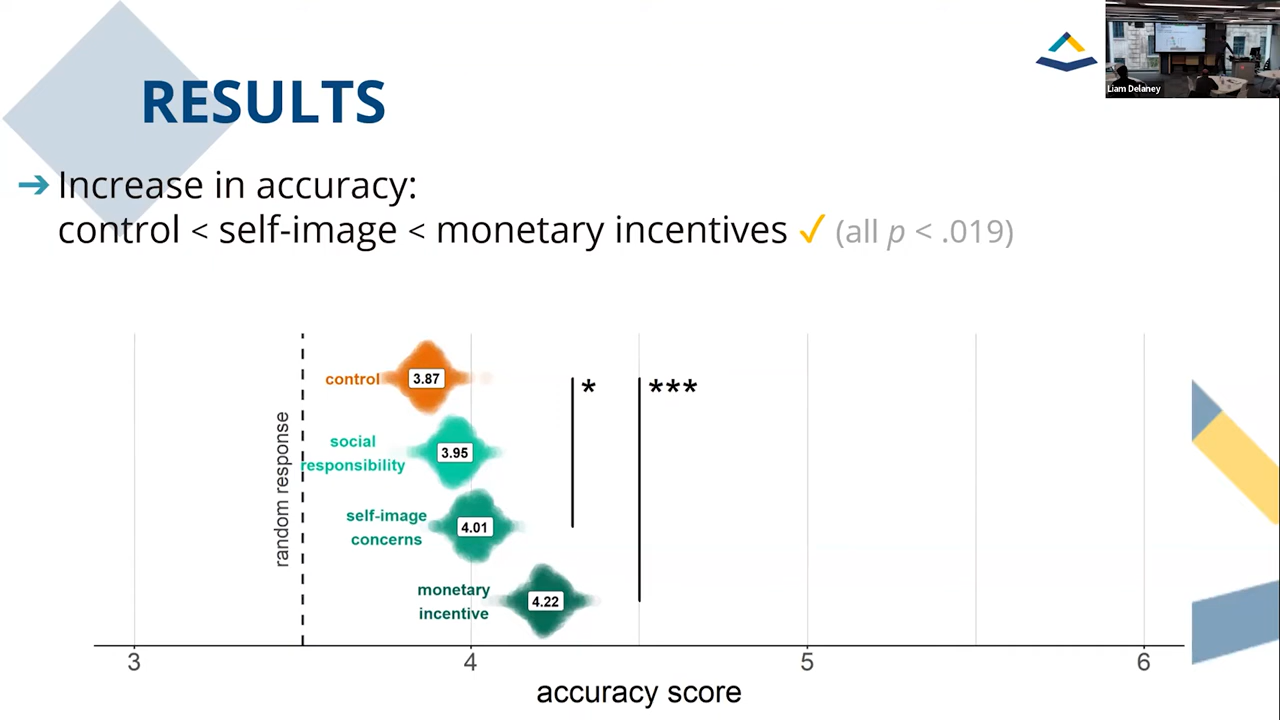 Liam Delaney
RESULTS
➔ Increase in accuracy:
control < self-image < monetary incentives ✓ (all p < .019)
control
3.87
*
***
social
responsibility
3.95
self-image
concerns
4.01
monetary
incentive
4.22
random response
3
4
5
6
accuracy score